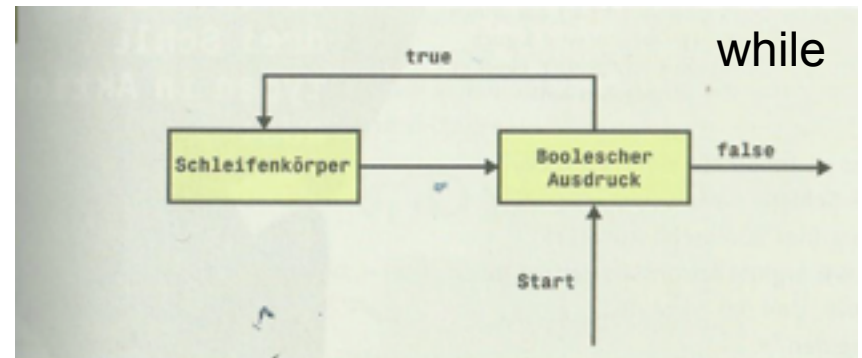 while
true
Schleifenkörper
Boolescher
Ausdruck
false
Start